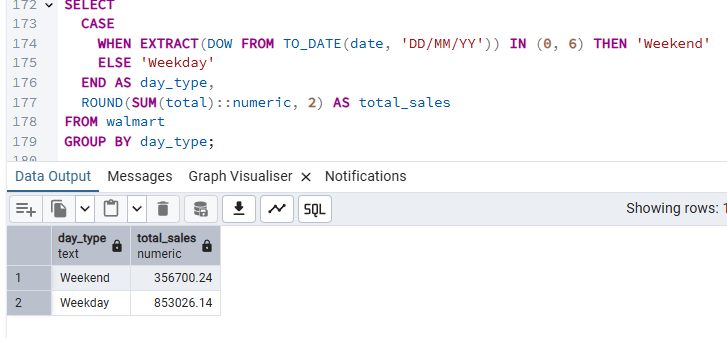 172 SELECT
173 CASE
174 WHEN EXTRACT(DOW FROM TO_DATE(date, 'DD/MM/YY')) IN (0, 6) THEN 'Weekend'
175 ELSE 'Weekday'
176 END AS day_type,
177 ROUND(SUM(total)::numeric, 2) AS total_sales
178 FROM walmart
179 GROUP BY day_type;
180
Data Output Messages Graph Visualiser Notifications
SQL Showing rows: 1
day_type total_sales
text numeric
1 Weekend 356700.24
2 Weekday 853026.14